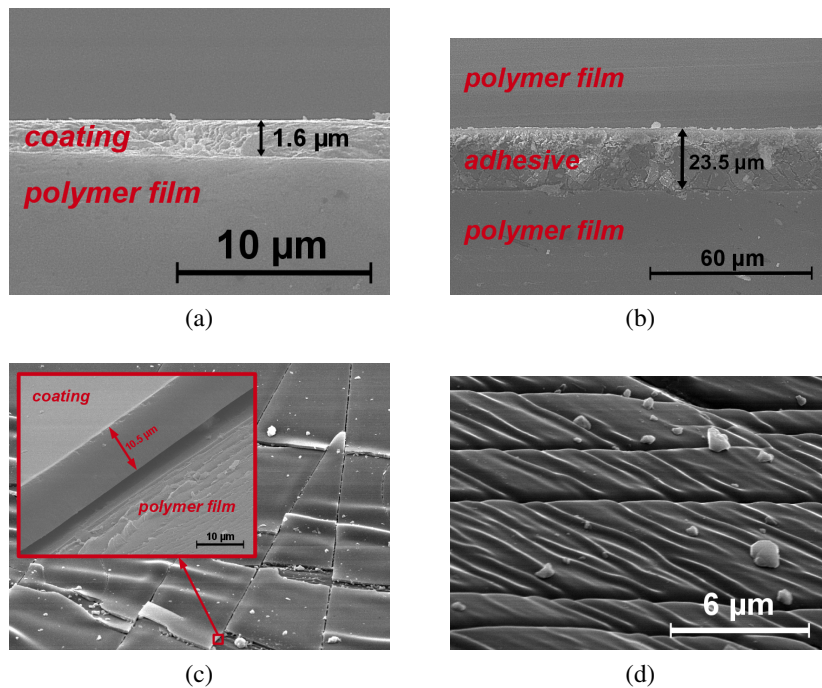 coating
1.6 µm
polymer film
10 µm
(a)
polymer film
adhesive
23.5 µm
polymer film
60 µm
(b)
coating
10.5 µm
polymer film
10 µm
(c)
6 µm
(d)